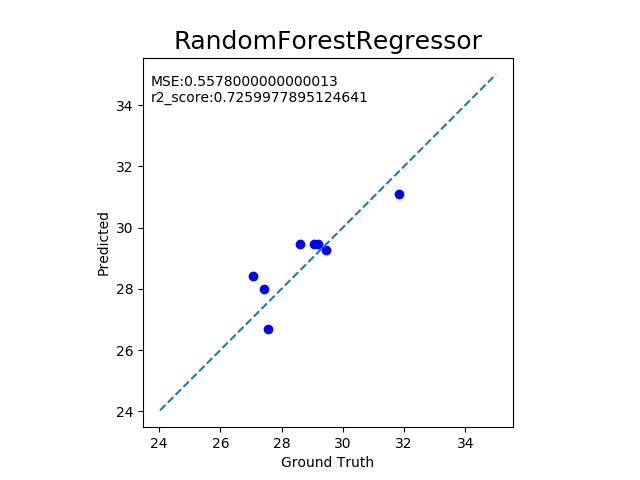 RandomForestRegressor
MSE:0.5578000000000013
r2_score:0.7259977895124641
Predicted
34
32
30
28
26
24
24 26 28 30 32 34
Ground Truth